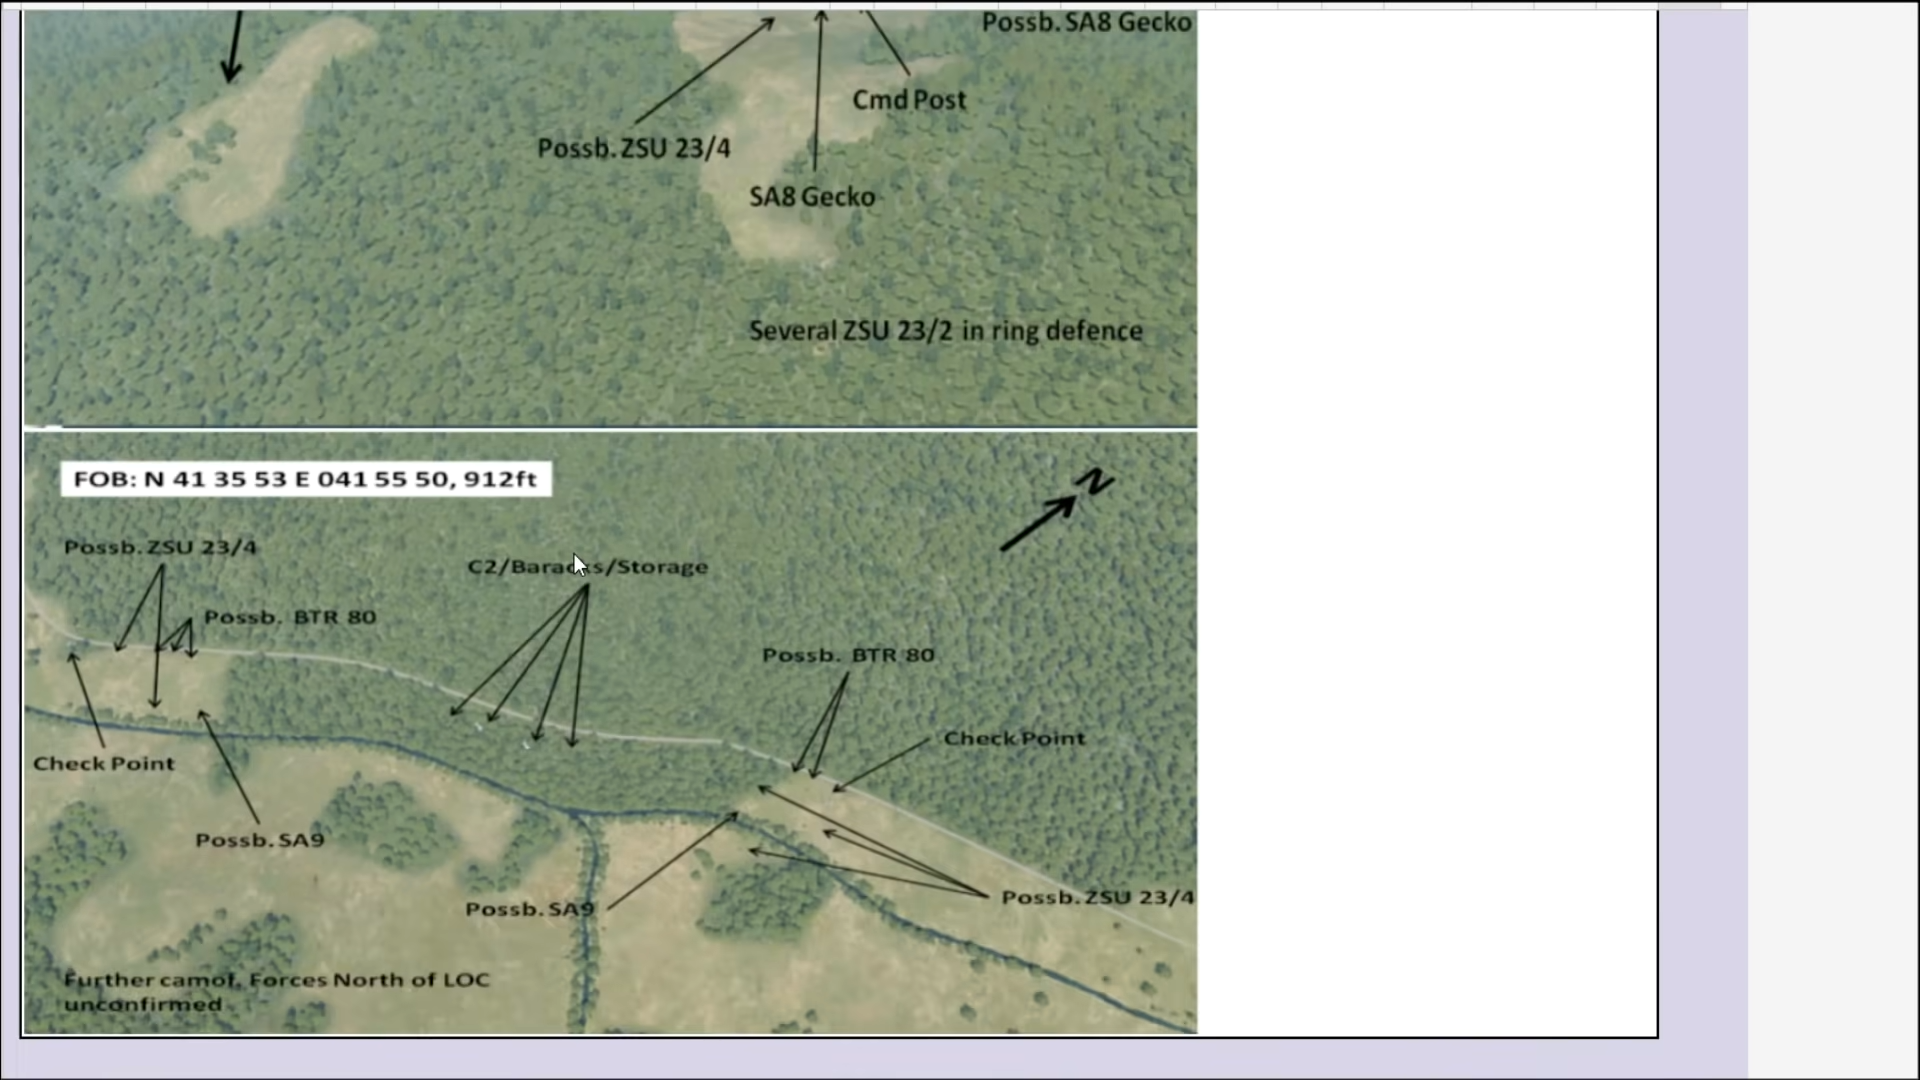 Possb. SA8 Gecko
Cmd Post
Possb. ZSU 23/4
SA8 Gecko
Several ZSU 23/2 in ring defence
FOB: N 41 35 53 E 041 55 50, 912ft
N
Possb. ZSU 23/4
C2/Baracks/Storage
Possb. BTR 80
Possb. BTR 80
Check Point
Check Point
Possb. SA9
Possb. ZSU 23/4
Possb. SA9
Further camof. Forces North of LOC
unconfirmed